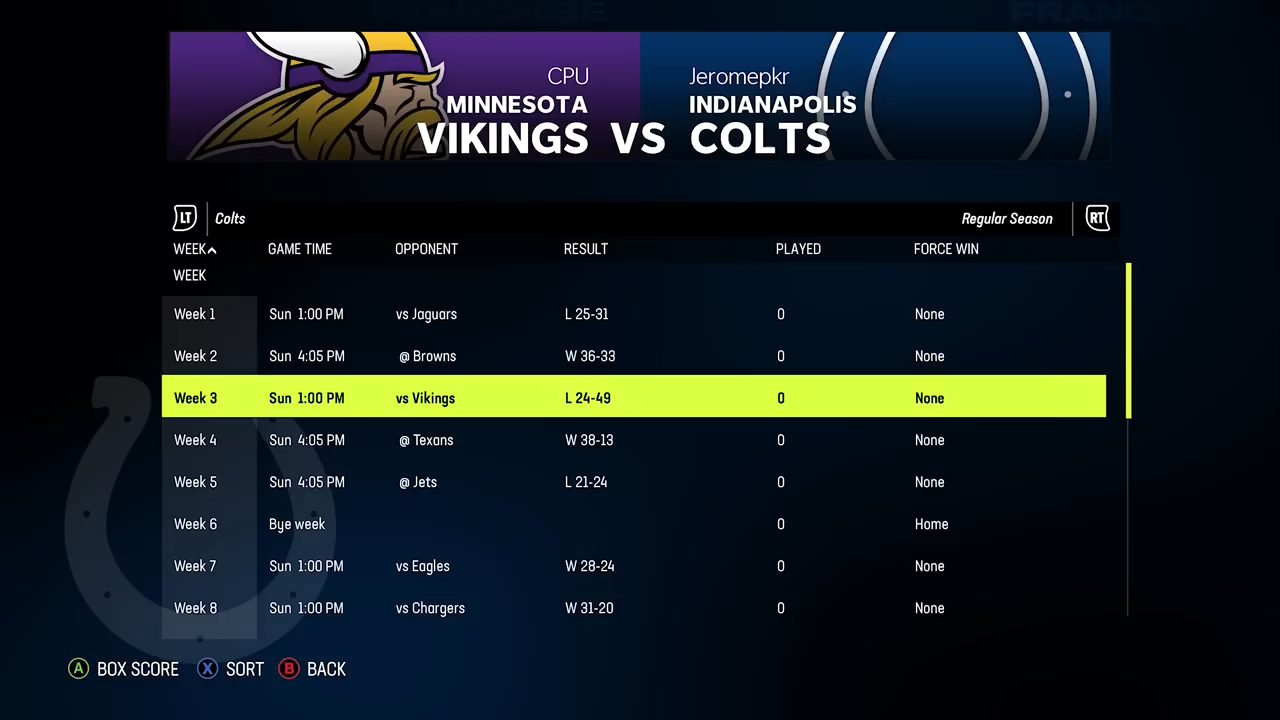 FRANCHISE
CPU Jeromepkr
MINNESOTA INDIANAPOLIS
VIKINGS VS COLTS
LT Colts Regular Season RT
WEEK GAME TIME OPPONENT RESULT PLAYED FORCE WIN
WEEK
Week 1 Sun 1:00 PM vs Jaguars L 25-31 0 None
Week 2 Sun 4:05 PM @ Browns W 36-33 0 None
Week 3 Sun 1:00 PM vs Vikings L 24-49 0 None
Week 4 Sun 4:05 PM @ Texans W 38-13 0 None
Week 5 Sun 4:05 PM @ Jets L 21-24 0 None
Week 6 Bye week 0 Home
Week 7 Sun 1:00 PM vs Eagles W 28-24 0 None
Week 8 Sun 1:00 PM vs Chargers W 31-20 0 None
A BOX SCORE X SORT B BACK